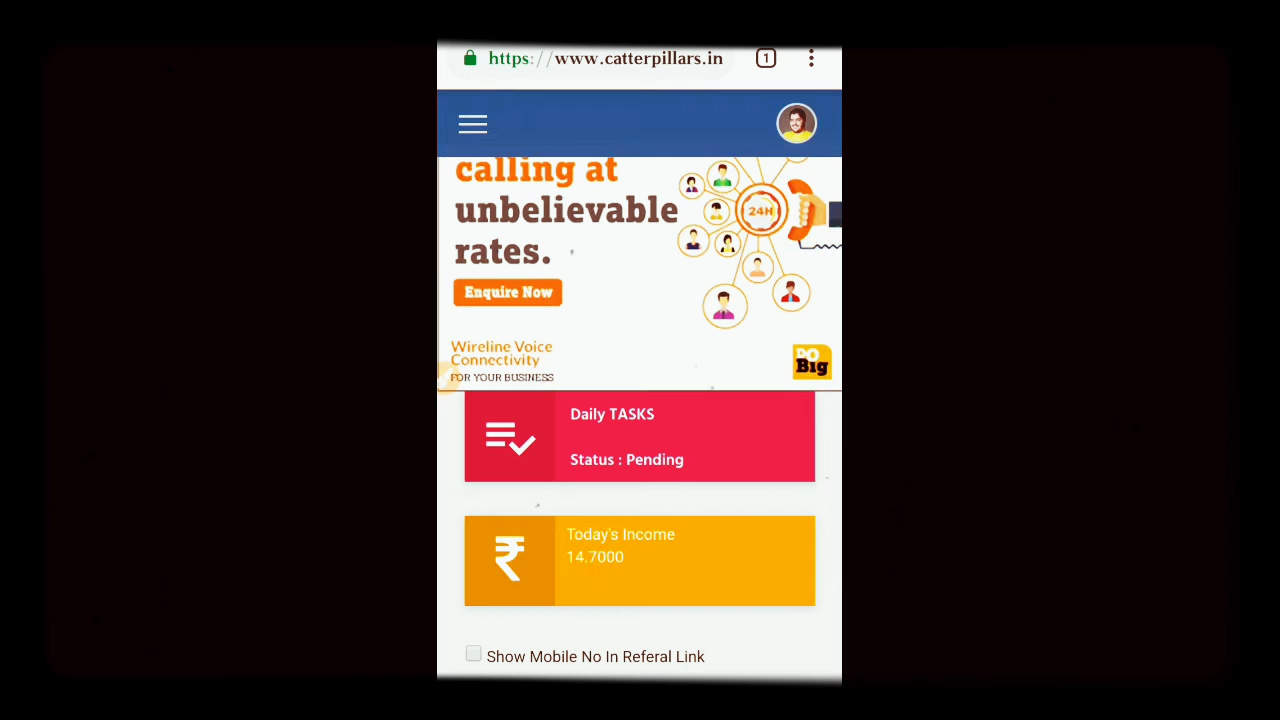 https://www.catterpillars.in
1
calling at
unbelievable
rates.
24H
Enquire Now
Wireline Voice
Connectivity
FOR YOUR BUSINESS
DO
Big
Daily TASKS
Status : Pending
Today's Income
14.7000
Show Mobile No In Referal Link